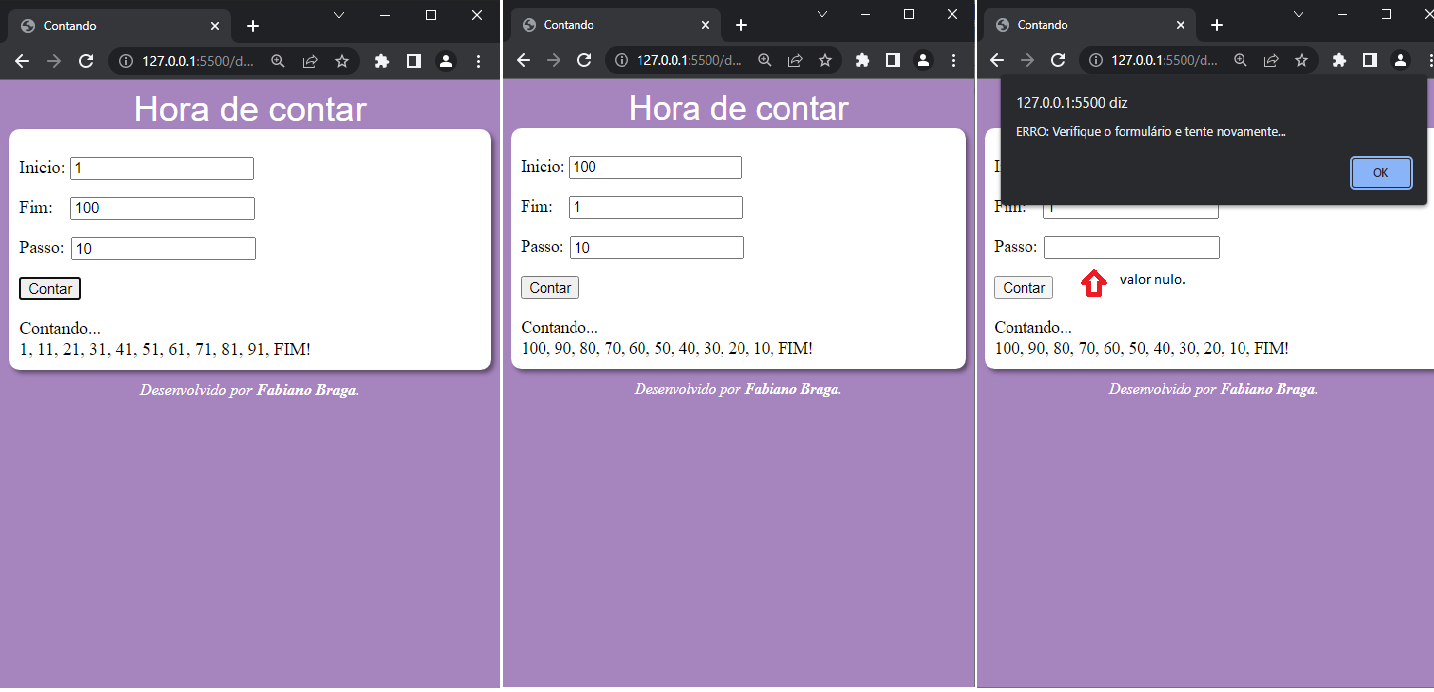 Contando
127.0.0.1:5500/d...
Hora de contar
Inicio: 1
Fim: 100
Passo: 10
Contar
Contando...
1, 11, 21, 31, 41, 51, 61, 71, 81, 91, FIM!
Desenvolvido por Fabiano Braga.
Contando
127.0.0.1:5500/d...
Hora de contar
Inicio: 100
Fim: 1
Passo: 10
Contar
Contando...
100, 90, 80, 70, 60, 50, 40, 30, 20, 10, FIM!
Desenvolvido por Fabiano Braga.
Contando
127.0.0.1:5500/d...
127.0.0.1:5500 diz
ERRO: Verifique o formulário e tente novamente...
OK
Fim: 1
Passo:
Contar
valor nulo.
Contando...
100, 90, 80, 70, 60, 50, 40, 30, 20, 10, FIM!
Desenvolvido por Fabiano Braga.